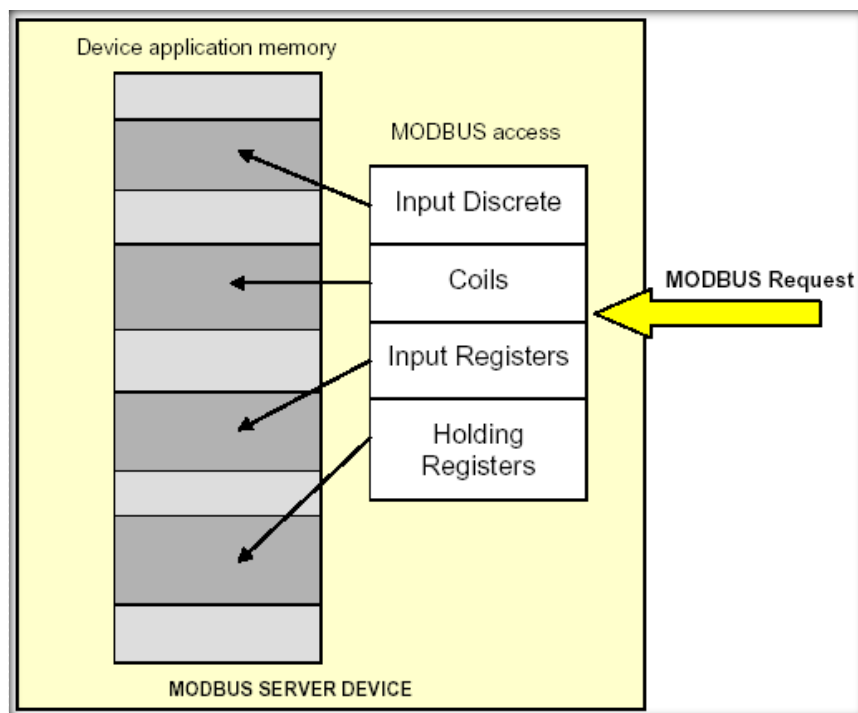 Device application memory
MODBUS access
Input Discrete
Coils
MODBUS Request
Input Registers
Holding
Registers
MODBUS SERVER DEVICE